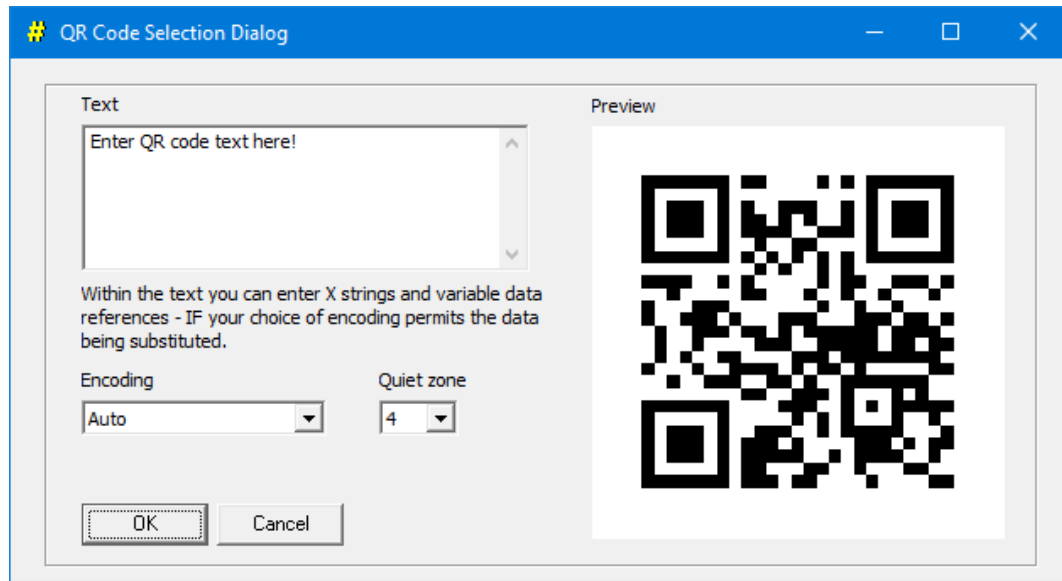 QR Code Selection Dialog
Text
Preview
Enter QR code text here!
Within the text you can enter X strings and variable data
references - IF your choice of encoding permits the data
being substituted.
Encoding
Quiet zone
Auto
4
OK
Cancel